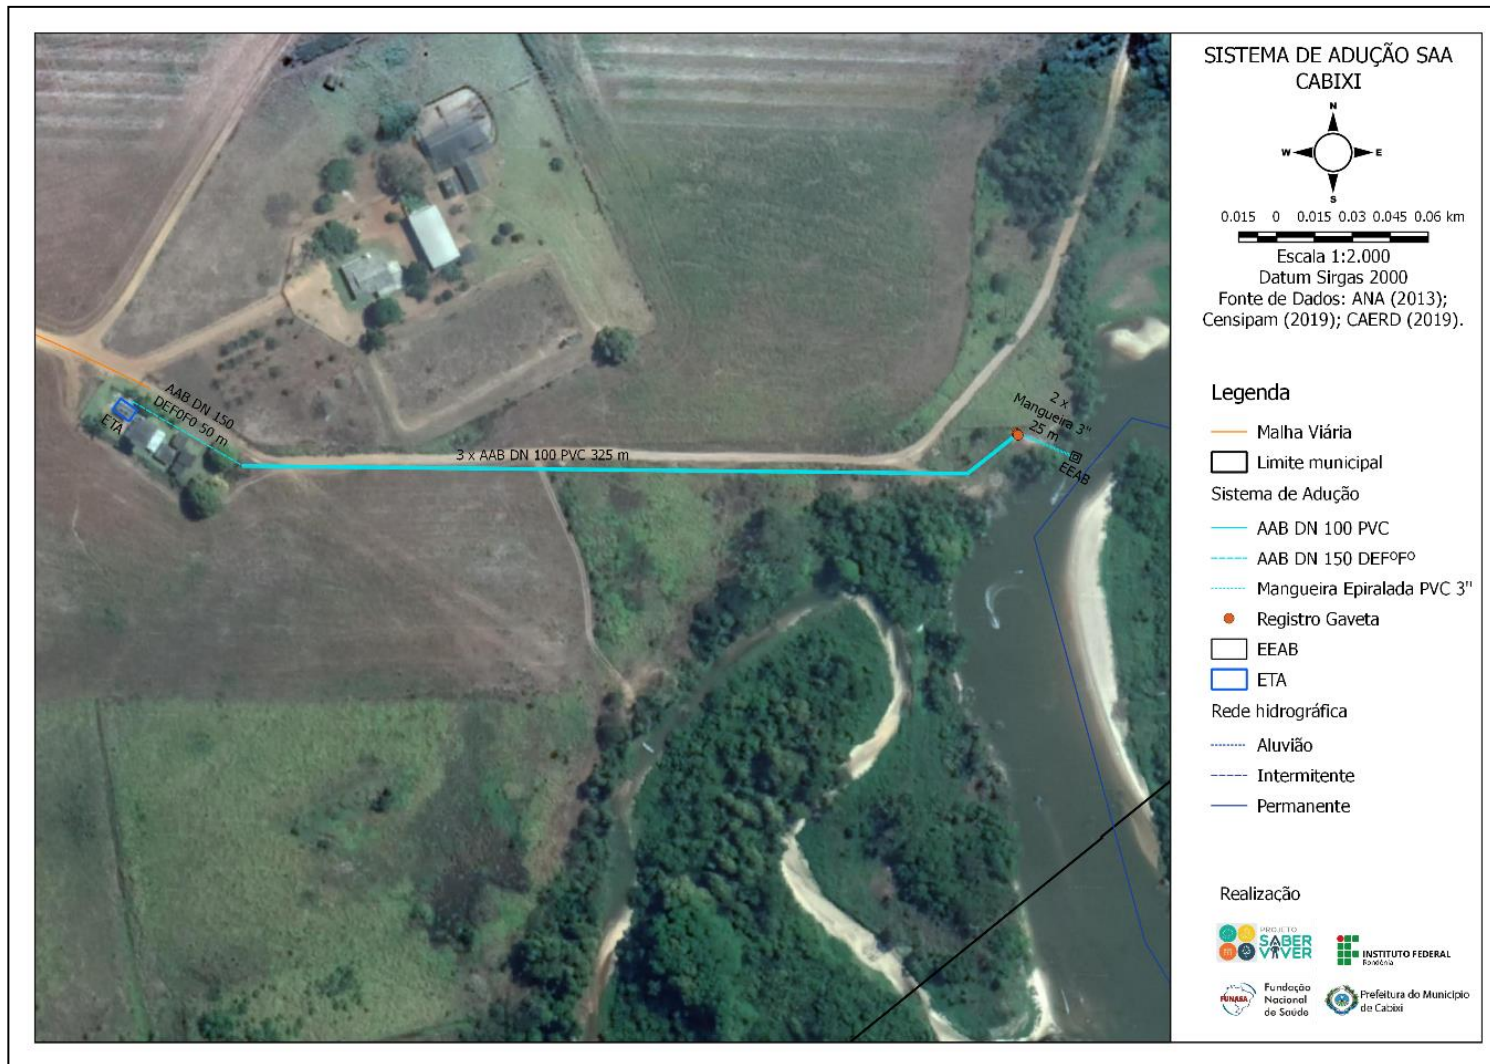 SISTEMA DE ADUÇÃO SAA
CABIXI
N
W
E
S
0.015 0 0.015 0.03 0.045 0.06 km
Escala 1:2.000
Datum Sirgas 2000
Fonte de Dados: ANA (2013);
Censipam (2019); CAERD (2019).
Legenda
Malha Viária
Limite municipal
Sistema de Adução
AAB DN 100 PVC
AAB DN 150 DEFºFº
Mangueira Epiralada PVC 3"
Registro Gaveta
EEAB
ETA
Rede hidrográfica
Aluvião
Intermitente
Permanente
Realização
PROJETO
SABER
VIVER
INSTITUTO FEDERAL
Rondônia
FUNASA
Fundação
Nacional
de Saúde
Prefeitura do Município
de Cabixi
AAB DN 150
DEF0F0 50 m
ETA
3 x AAB DN 100 PVC 325 m
2 x
Mangueira 3"
25 m
EEAB